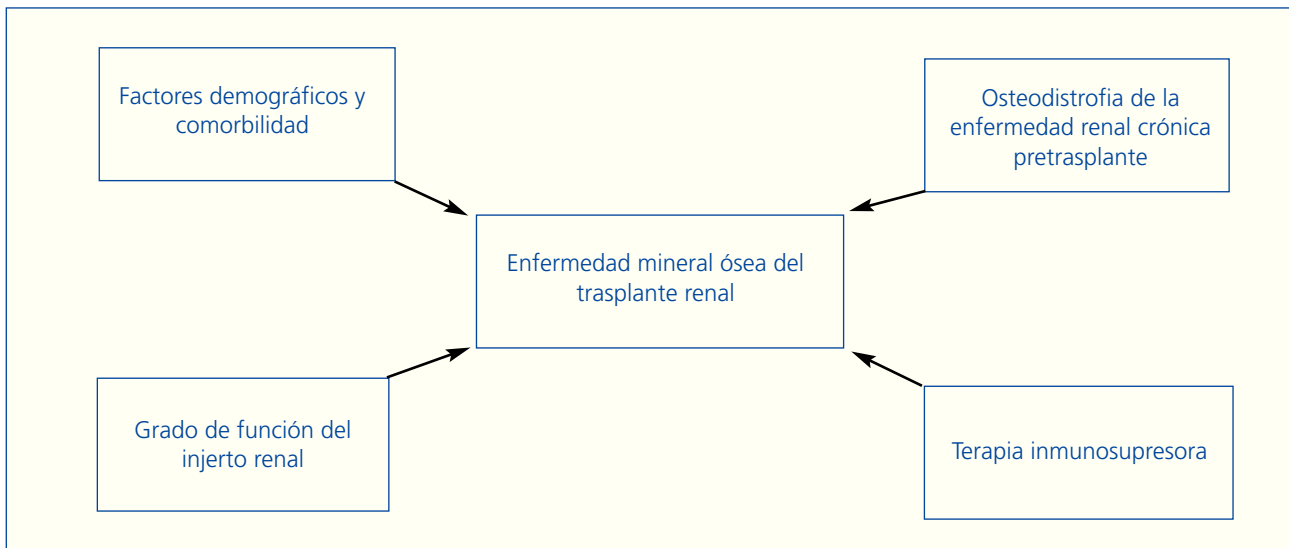 Factores demográficos y
comorbilidad
Osteodistrofia de la
enfermedad renal crónica
pretrasplante
Enfermedad mineral ósea del
trasplante renal
Grado de función del
injerto renal
Terapia inmunosupresora